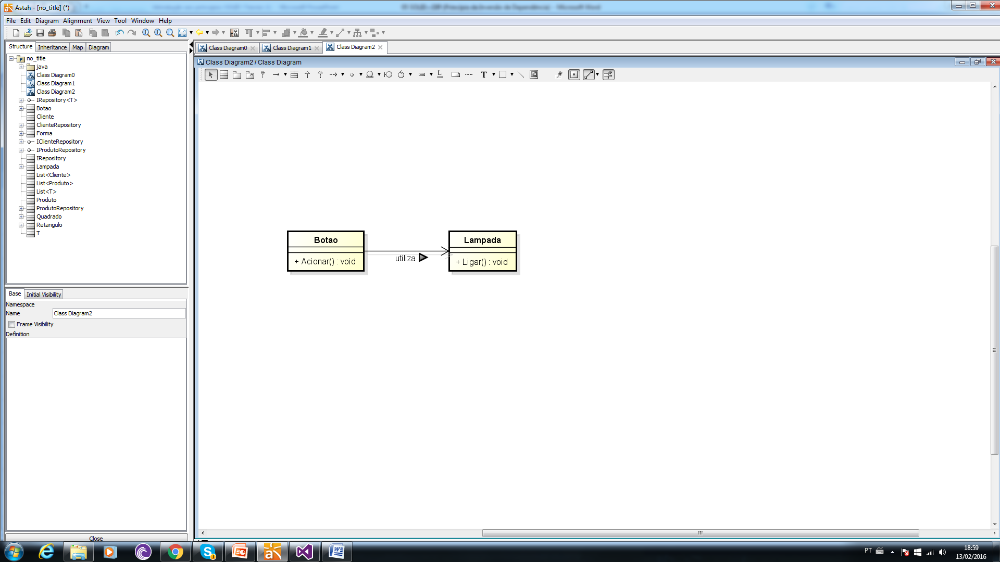 Astah - [no_title] (*)
File Edit Diagram Alignment View Tool Window Help
Structure Inheritance Map Diagram
Class Diagram0 Class Diagram1 Class Diagram2
Class Diagram2 / Class Diagram
no_title
java
Class Diagram0
Class Diagram1
Class Diagram2
IRepository<T>
Botao
Cliente
ClienteRepository
Forma
IClienteRepository
IProdutoRepository
IRepository
Lampada
List<Cliente>
List<Produto>
List<T>
Produto
ProdutoRepository
Quadrado
Retangulo
T
Botao
+ Acionar() : void
utiliza
Lampada
+ Ligar() : void
Base Initial Visibility
Namespace
Name Class Diagram2
Frame Visibility
Definition
Close
PT
18:59
13/02/2016